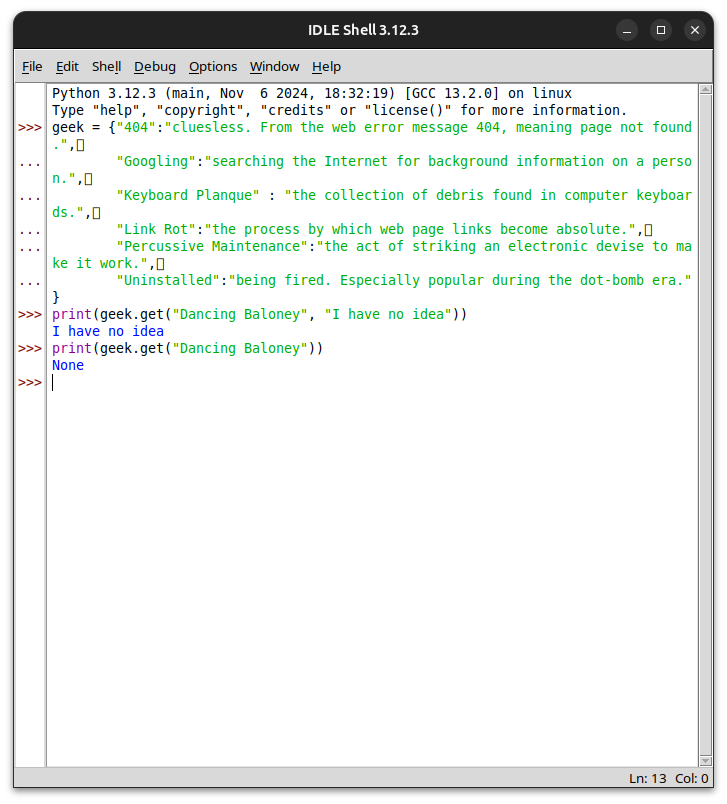 IDLE Shell 3.12.3
File Edit Shell Debug Options Window Help
Python 3.12.3 (main, Nov  6 2024, 18:32:19) [GCC 13.2.0] on linux
Type "help", "copyright", "credits" or "license()" for more information.
>>> geek = {"404":"cluesless. From the web error message 404, meaning page not found
.",▯
...         "Googling":"searching the Internet for background information on a perso
n.",▯
...         "Keyboard Planque" : "the collection of debris found in computer keyboar
ds.",▯
...         "Link Rot":"the process by which web page links become absolute.",▯
...         "Percussive Maintenance":"the act of striking an electronic devise to ma
ke it work.",▯
...         "Uninstalled":"being fired. Especially popular during the dot-bomb era."
}
>>> print(geek.get("Dancing Baloney", "I have no idea"))
I have no idea
>>> print(geek.get("Dancing Baloney"))
None
>>>
Ln: 13 Col: 0